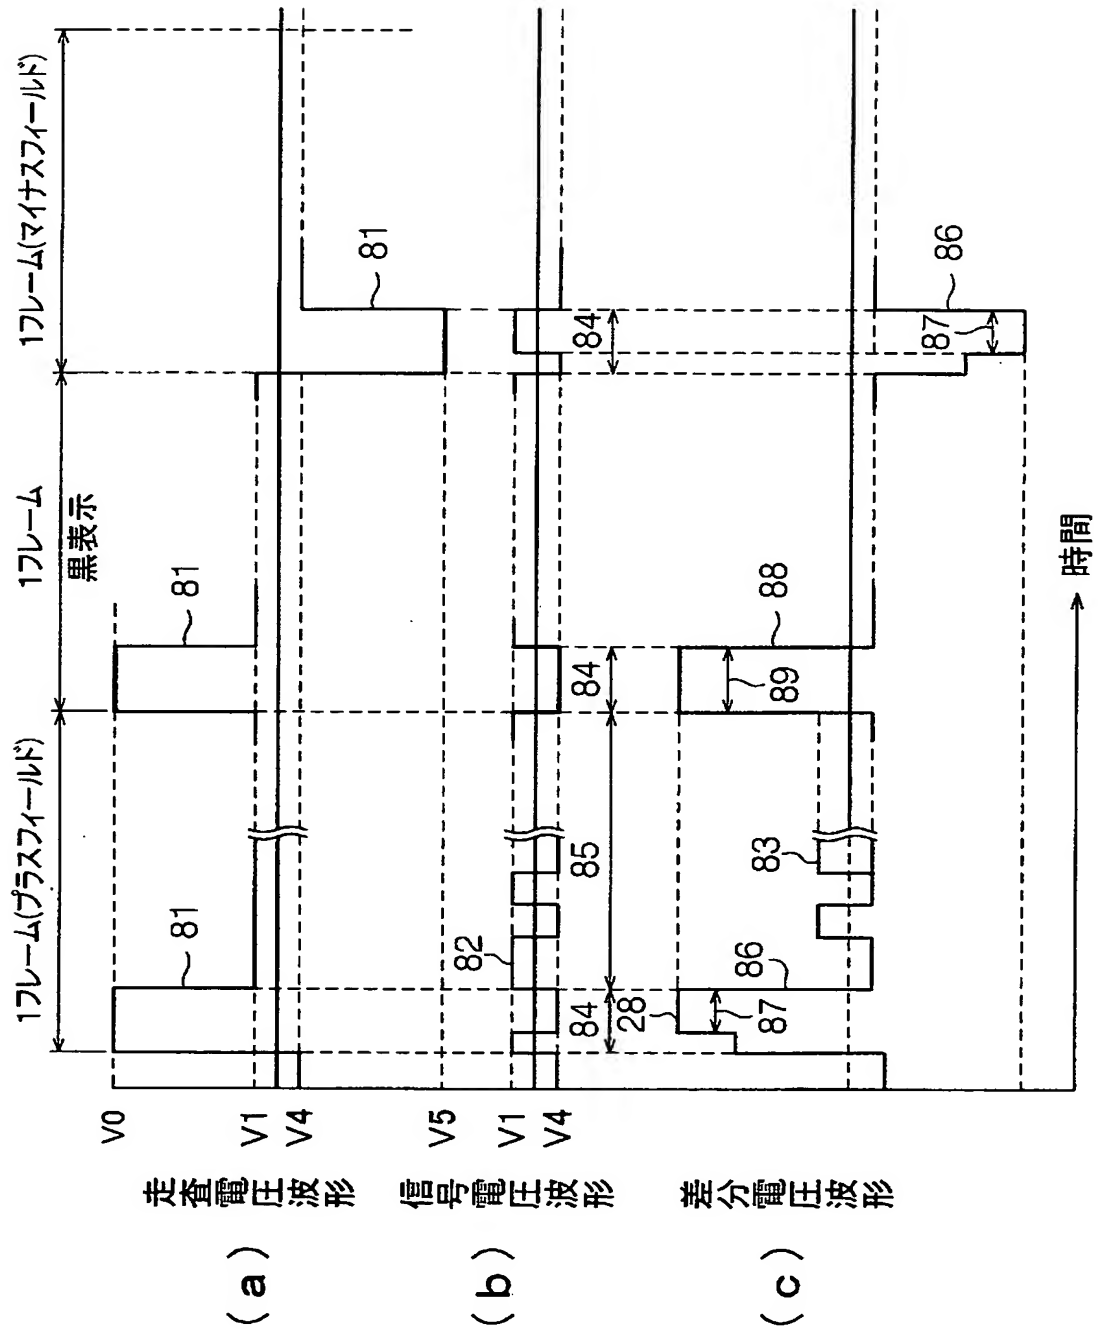 1フレーム(プラスフィールド)
1フレーム
1フレーム(マイナスフィールド)
黒表示
(a)
走査電圧波形
V0
V1
V4
V5
81
81
81
(b)
信号電圧波形
V1
V4
82
84
85
84
84
(c)
差分電圧波形
28
87
86
83
89
88
87
86
時間